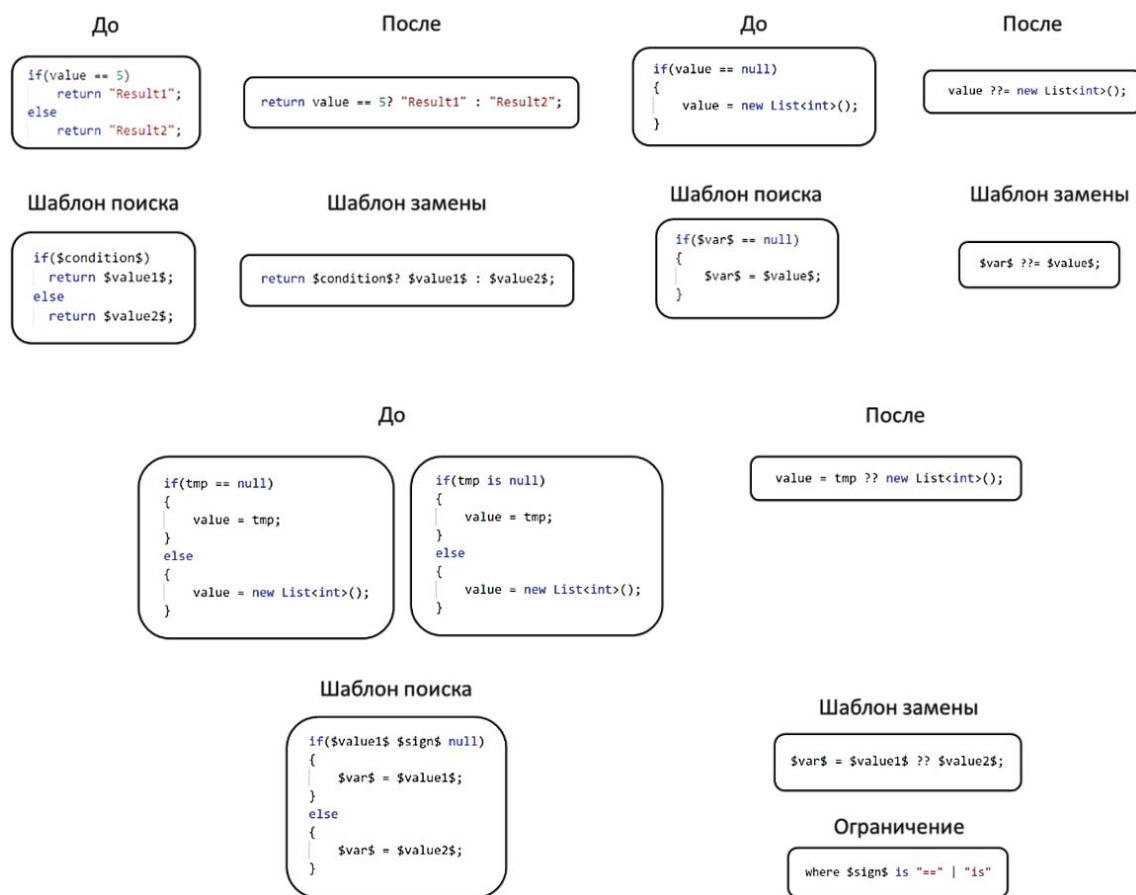 До
if(value == 5)
return "Result1";
else
return "Result2";
После
return value == 5? "Result1" : "Result2";
До
if(value == null)
{
value = new List<int>();
}
После
value ??= new List<int>();
Шаблон поиска
if($condition$)
return $value1$;
else
return $value2$;
Шаблон замены
return $condition$? $value1$ : $value2$;
Шаблон поиска
if($var$ == null)
{
$var$ = $value$;
}
Шаблон замены
$var$ ??= $value$;
До
if(tmp == null)
{
value = tmp;
}
else
{
value = new List<int>();
}
if(tmp is null)
{
value = tmp;
}
else
{
value = new List<int>();
}
После
value = tmp ?? new List<int>();
Шаблон поиска
if($value1$ $sign$ null)
{
$var$ = $value1$;
}
else
{
$var$ = $value2$;
}
Шаблон замены
$var$ = $value1$ ?? $value2$;
Ограничение
where $sign$ is "==" | "is"